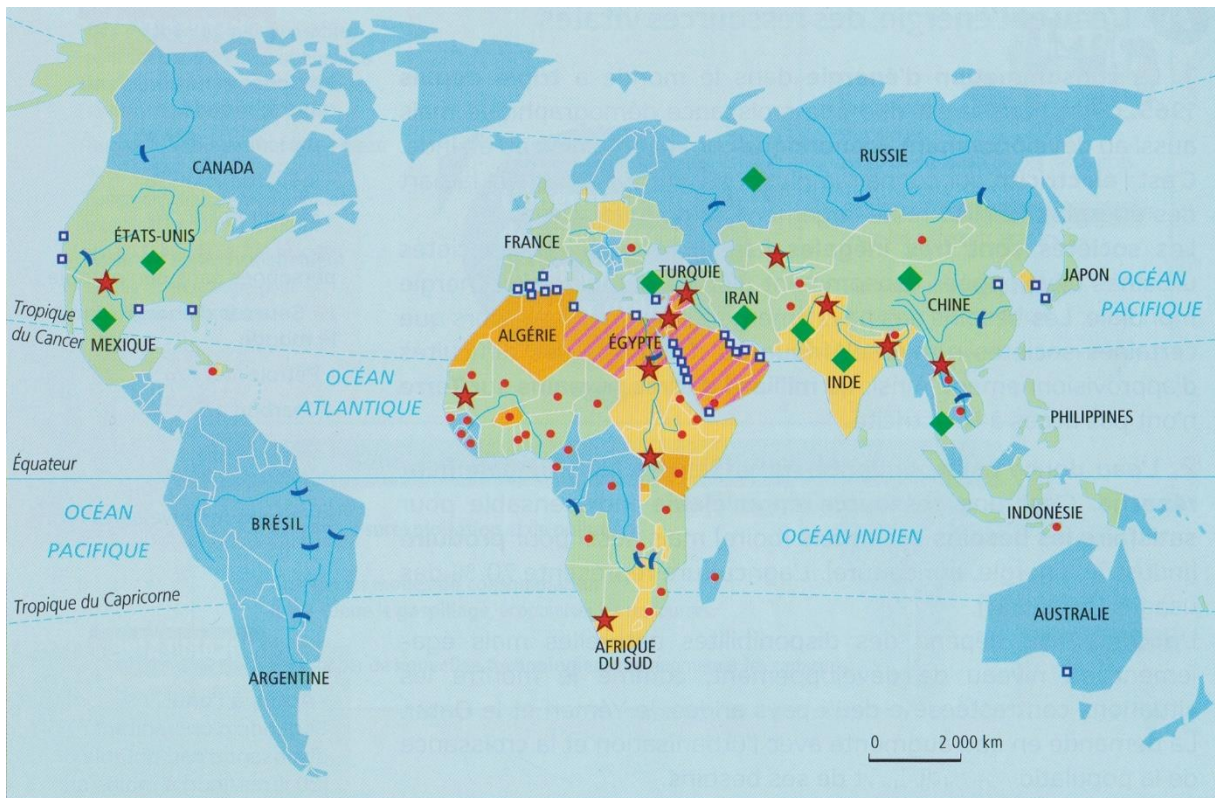 CANADA
RUSSIE
ÉTATS-UNIS
FRANCE
TURQUIE
JAPON
OCÉAN
PACIFIQUE
IRAN
CHINE
Tropique
du Cancer
MEXIQUE
ALGÉRIE
ÉGYPTE
OCÉAN
ATLANTIQUE
INDE
PHILIPPINES
Équateur
OCÉAN
PACIFIQUE
BRÉSIL
OCÉAN INDIEN
INDONÉSIE
Tropique du Capricorne
AUSTRALIE
AFRIQUE
DU SUD
ARGENTINE
0 2 000 km